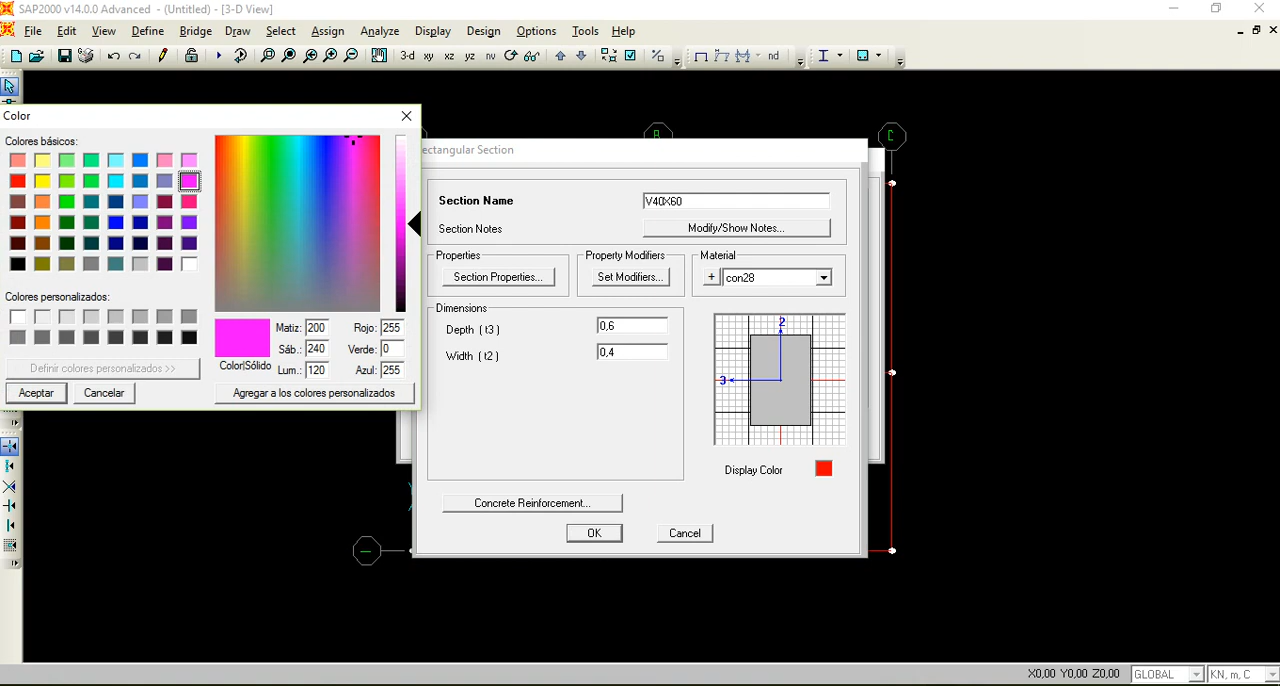 SAP2000 v14.0.0 Advanced - (Untitled) - [3-D View]
File Edit View Define Bridge Draw Select Assign Analyze Display Design Options Tools Help
3-d xy xz yz nv nd
Color
Colores básicos:
Colores personalizados:
Definir colores personalizados >>
Aceptar Cancelar
Color|Sólido
Matiz: 200 Rojo: 255
Sáb.: 240 Verde: 0
Lum.: 120 Azul: 255
Agregar a los colores personalizados
B C
ectangular Section
Section Name V40X60
Section Notes Modify/Show Notes...
Properties Property Modifiers Material
Section Properties... Set Modifiers... + con28
Dimensions
Depth ( t3 ) 0,6
Width ( t2 ) 0,4
2
3
Display Color
Concrete Reinforcement...
OK Cancel
X0,00 Y0,00 Z0,00 GLOBAL KN, m, C